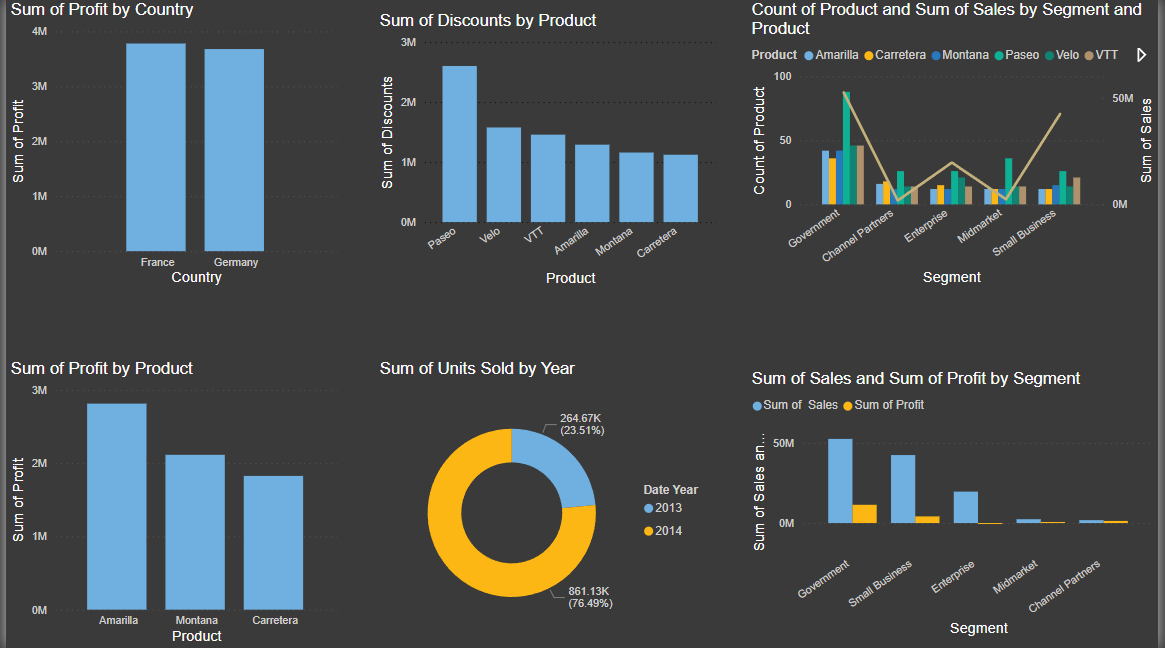 Sum of Profit by Country
4M
3M
2M
1M
0M
Sum of Profit
France
Germany
Country
Sum of Discounts by Product
3M
2M
1M
0M
Sum of Discounts
Paseo
Velo
VTT
Amarilla
Montana
Carretera
Product
Count of Product and Sum of Sales by Segment and
Product
Product Amarilla Carretera Montana Paseo Velo VTT
100
50
0
Count of Product
50M
0M
Sum of Sales
Government
Channel Partners
Enterprise
Midmarket
Small Business
Segment
Sum of Profit by Product
3M
2M
1M
0M
Sum of Profit
Amarilla
Montana
Carretera
Product
Sum of Units Sold by Year
264.67K
(23.51%)
861.13K
(76.49%)
Date Year
2013
2014
Sum of Sales and Sum of Profit by Segment
Sum of Sales Sum of Profit
50M
0M
Sum of Sales an...
Government
Small Business
Enterprise
Midmarket
Channel Partners
Segment